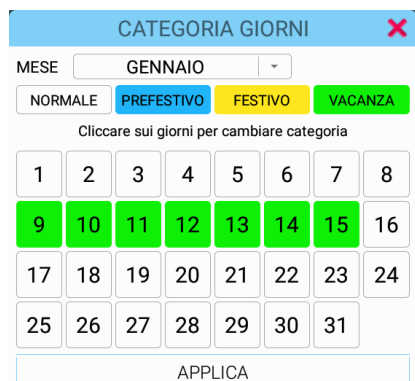 CATEGORIA GIORNI
MESE GENNAIO
NORMALE PREFESTIVO FESTIVO VACANZA
Cliccare sui giorni per cambiare categoria
1 2 3 4 5 6 7 8
9 10 11 12 13 14 15 16
17 18 19 20 21 22 23 24
25 26 27 28 29 30 31
APPLICA